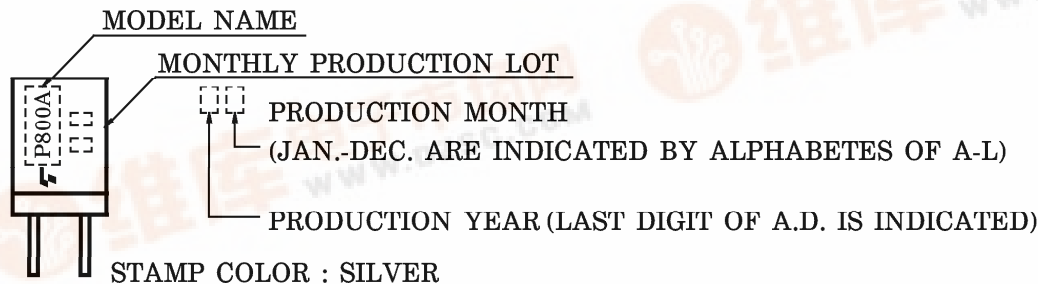 MODEL NAME
MONTHLY PRODUCTION LOT
P800A
PRODUCTION MONTH
(JAN.-DEC. ARE INDICATED BY ALPHABETES OF A-L)
PRODUCTION YEAR (LAST DIGIT OF A.D. IS INDICATED)
STAMP COLOR : SILVER